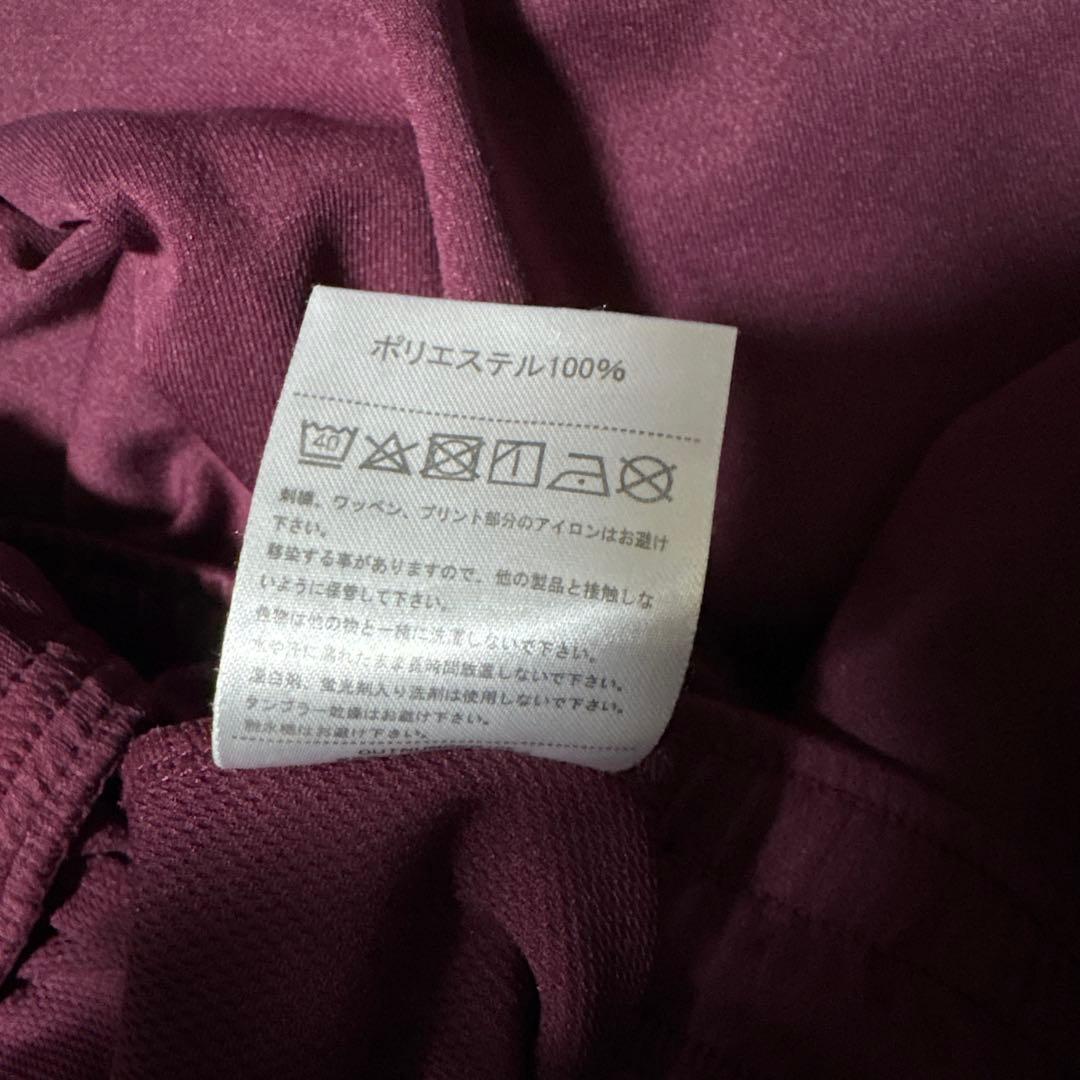 ポリエステル100%
40
刺繍、ワッペン、プリント部分のアイロンはお避け
下さい。
移染する事がありますので、他の製品と接触しな
いように保管して下さい。
色物は他の物と一橋に洗濯しないで下さい。
水や汗に濡れたまま長時間放置しないで下さい。
漂白剤、蛍光剤入り洗剤は使用しないで下さい。
タンブラー乾燥はお避け下さい。
はお避け下さい。